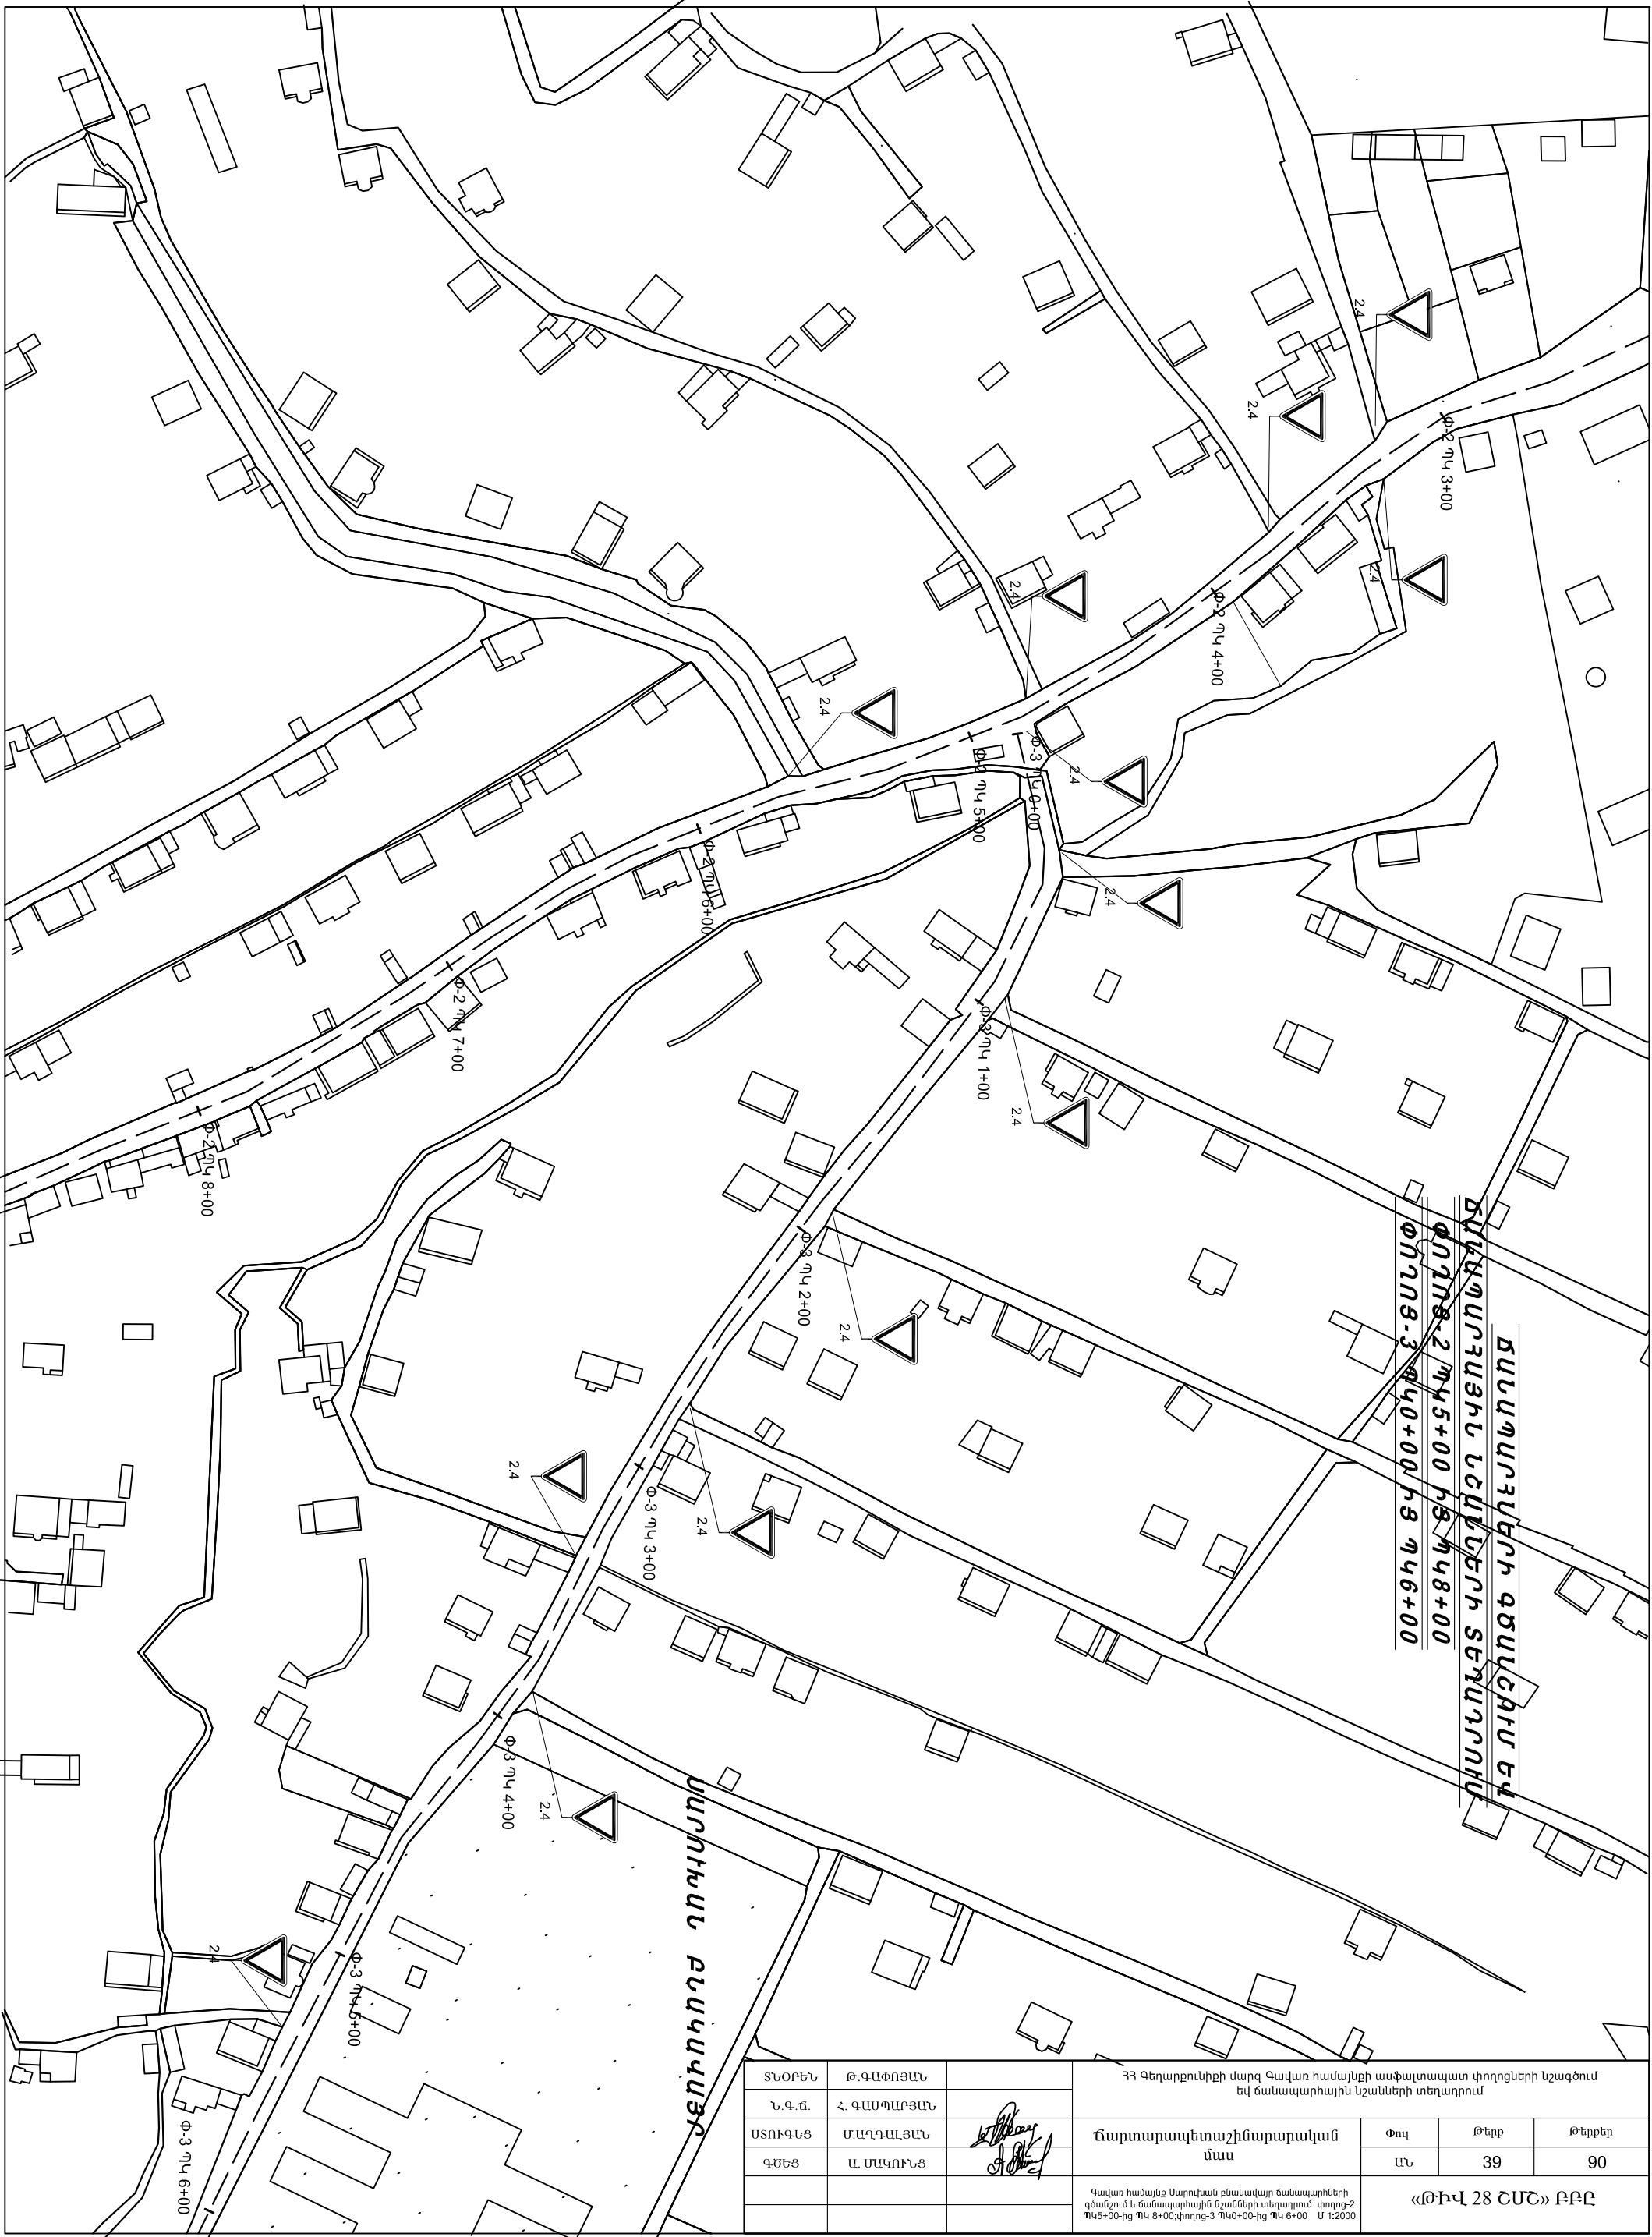 ՃԱՆԱՊԱՐՀՆԵՐԻ ԳԾԱՆՇՈՒՄ ԵՎ
ՃԱՆԱՊԱՐՀԱՅԻՆ ՆՇԱՆՆԵՐԻ ՏԵՂԱԴՐՈՒՄ
ՓՈՂՈՑ-2 ՊԿ5+00 ԻՑ ՊԿ8+00
ՓՈՂՈՑ-3 ՊԿ0+00 ԻՑ ՊԿ6+00
ՍԱՐՈՒԽԱՆ ԲՆԱԿԱՎԱՅՐ
Փ-2 ՊԿ 3+00
Փ-2 ՊԿ 4+00
Փ-2 ՊԿ 5+00
Փ-2 ՊԿ 6+00
Փ-2 ՊԿ 7+00
Փ-2 ՊԿ 8+00
Փ-3 ՊԿ 0+00
Փ-3 ՊԿ 1+00
Փ-3 ՊԿ 2+00
Փ-3 ՊԿ 3+00
Փ-3 ՊԿ 4+00
Փ-3 ՊԿ 5+00
Փ-3 ՊԿ 6+00
2.4
2.4
2.4
2.4
2.4
2.4
2.4
2.4
2.4
2.4
2.4
2.4
2.4
ՏՆՕՐԵՆ Թ.ԳԱՓՈՅԱՆ
Ն.Գ.Ճ. Հ. ԳԱՍՊԱՐՅԱՆ
ՍՏՈՒԳԵՑ Մ.ԱՂԴԱԼՅԱՆ
ԳԾԵՑ Ա. ՄԱԿՈՒՆՑ
ՀՀ Գեղարքունիքի մարզ Գավառ համայնքի ասֆալտապատ փողոցների նշագծում
եվ ճանապարհային նշանների տեղադրում
Ճարտարապետաշինարարական
մաս
Փուլ Թերթ Թերթեր
ԱՆ 39 90
Գավառ համայնք Սարուխան բնակավայր ճանապարհների
գծանշում և ճանապարհային նշանների տեղադրում փողոց-2
ՊԿ5+00-ից ՊԿ 8+00;փողոց-3 ՊԿ0+00-ից ՊԿ 6+00 Մ 1:2000
«ԹԻՎ 28 ՇՄՇ» ԲԲԸ